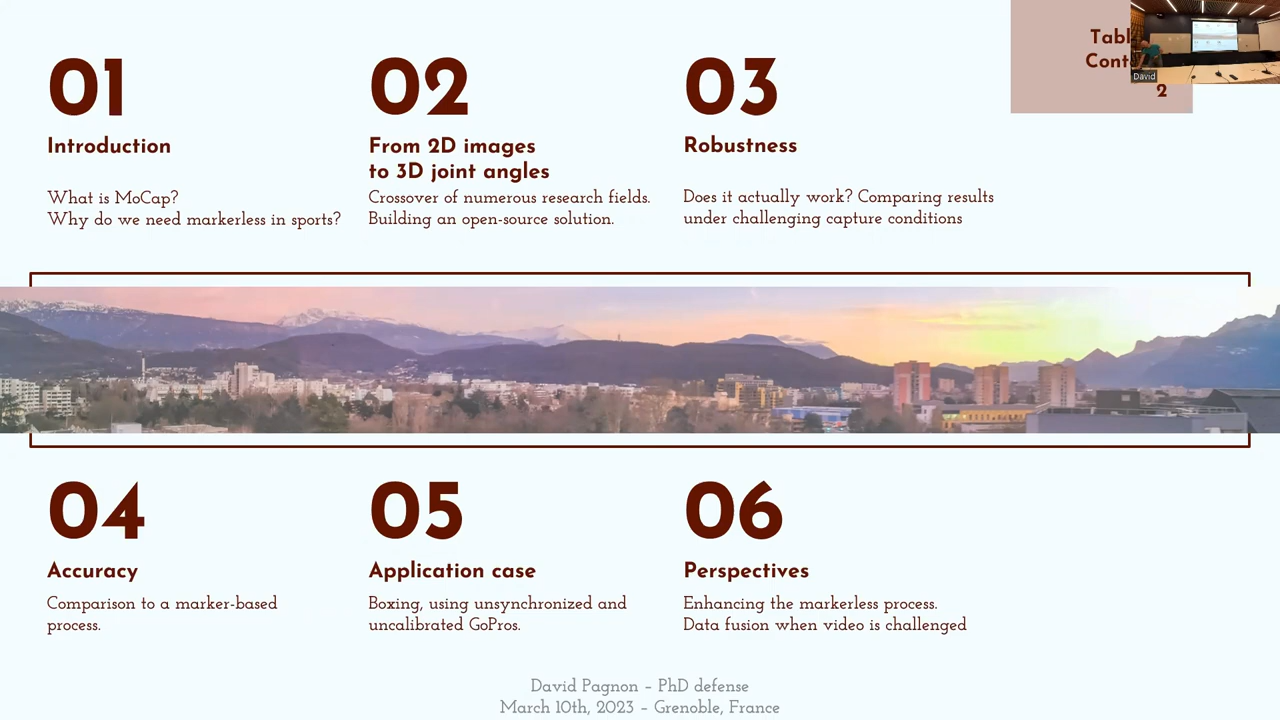 Tabl
Cont
2
David
01
Introduction
What is MoCap?
Why do we need markerless in sports?
02
From 2D images
to 3D joint angles
Crossover of numerous research fields.
Building an open-source solution.
03
Robustness
Does it actually work? Comparing results
under challenging capture conditions
04
Accuracy
Comparison to a marker-based
process.
05
Application case
Boxing, using unsynchronized and
uncalibrated GoPros.
06
Perspectives
Enhancing the markerless process.
Data fusion when video is challenged
David Pagnon – PhD defense
March 10th, 2023 – Grenoble, France